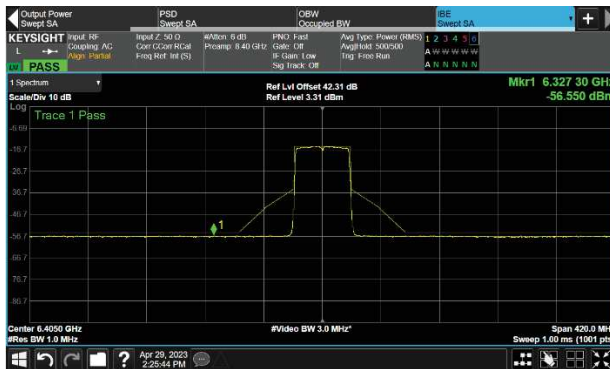 Output Power
Swept SA
PSD
Swept SA
OBW
Occupied BW
IBE
Swept SA
KEYSIGHT
L
LV PASS
Input: RF
Coupling: AC
Align: Partial
Input Z: 50 Ω
Corr CCorr RCal
Freq Ref: Int (S)
#Atten: 6 dB
Preamp: 8.40 GHz
PNO: Fast
Gate: Off
IF Gain: Low
Sig Track: Off
Avg Type: Power (RMS)
Avg|Hold: 500/500
Trig: Free Run
1 2 3 4 5 6
A W W W W W
A N N N N N
1 Spectrum
Scale/Div 10 dB
Ref Lvl Offset 42.31 dB
Ref Level 3.31 dBm
Mkr1 6.327 30 GHz
-56.550 dBm
Log
Trace 1 Pass
-6.69
-16.7
-26.7
-36.7
-46.7
-56.7
-66.7
-76.7
-86.7
1
Center 6.4050 GHz
#Res BW 1.0 MHz
#Video BW 3.0 MHz*
Span 420.0 MHz
Sweep 1.00 ms (1001 pts)
Apr 29, 2023
2:25:44 PM